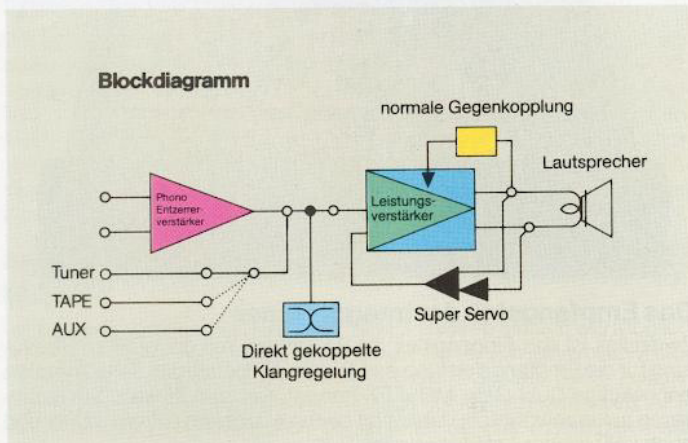 Blockdiagramm
normale Gegenkopplung
Lautsprecher
Phono
Entzerrer-
verstärker
Leistungs-
verstärker
Tuner
TAPE
AUX
Super Servo
Direkt gekoppelte
Klangregelung